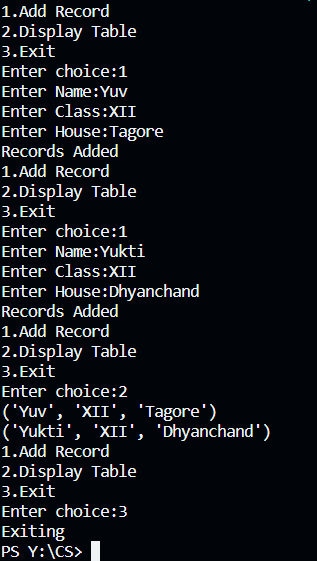 1.Add Record
2.Display Table
3.Exit
Enter choice:1
Enter Name:Yuv
Enter Class:XII
Enter House:Tagore
Records Added
1.Add Record
2.Display Table
3.Exit
Enter choice:1
Enter Name:Yukti
Enter Class:XII
Enter House:Dhyanchand
Records Added
1.Add Record
2.Display Table
3.Exit
Enter choice:2
('Yuv', 'XII', 'Tagore')
('Yukti', 'XII', 'Dhyanchand')
1.Add Record
2.Display Table
3.Exit
Enter choice:3
Exiting
PS Y:\CS>